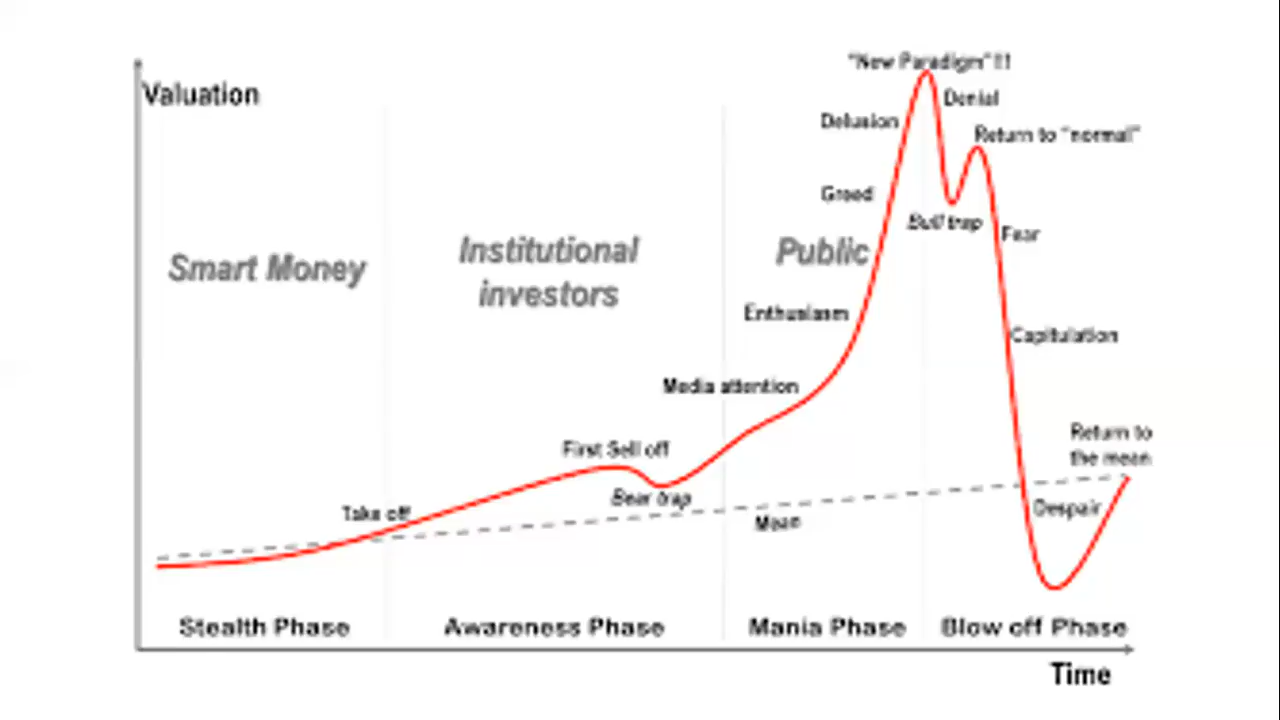 Valuation
"New Paradigm"!!!
Denial
Delusion
Return to "normal"
Greed
Bull trap
Fear
Smart Money
Institutional
investors
Public
Enthusiasm
Capitulation
Media attention
First Sell off
Return to
the mean
Bear trap
Take off
Mean
Despair
Stealth Phase
Awareness Phase
Mania Phase
Blow off Phase
Time